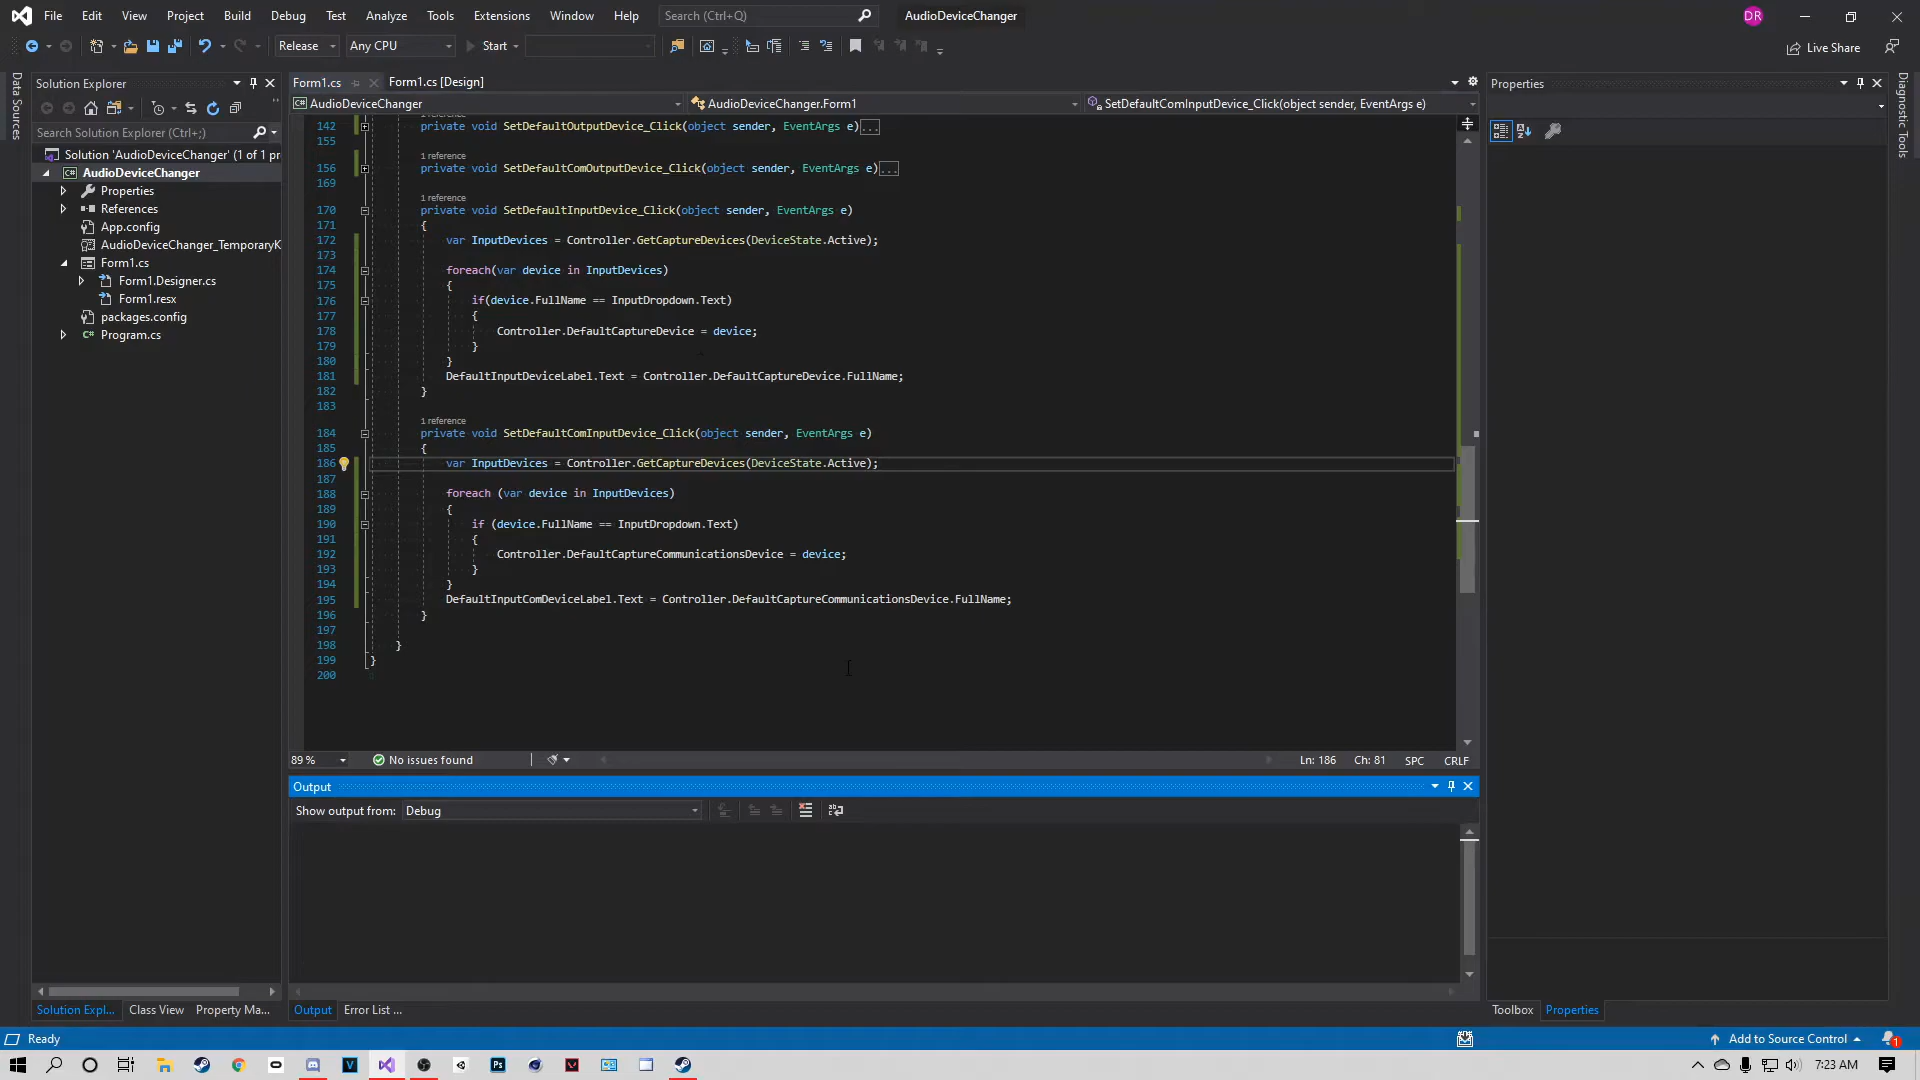 File Edit View Project Build Debug Test Analyze Tools Extensions Window Help Search (Ctrl+Q) AudioDeviceChanger DR
Release Any CPU Start Live Share
Data Sources
Solution Explorer
Search Solution Explorer (Ctrl+;)
Solution 'AudioDeviceChanger' (1 of 1 pr
AudioDeviceChanger
Properties
References
App.config
AudioDeviceChanger_TemporaryK
Form1.cs
Form1.Designer.cs
Form1.resx
packages.config
Program.cs
Solution Expl... Class View Property Ma...
Form1.cs Form1.cs [Design]
AudioDeviceChanger AudioDeviceChanger.Form1 SetDefaultComInputDevice_Click(object sender, EventArgs e)
142 private void SetDefaultOutputDevice_Click(object sender, EventArgs e)...
155
1 reference
156 private void SetDefaultComOutputDevice_Click(object sender, EventArgs e)...
169
1 reference
170 private void SetDefaultInputDevice_Click(object sender, EventArgs e)
171 {
172 var InputDevices = Controller.GetCaptureDevices(DeviceState.Active);
173
174 foreach(var device in InputDevices)
175 {
176 if(device.FullName == InputDropdown.Text)
177 {
178 Controller.DefaultCaptureDevice = device;
179 }
180 }
181 DefaultInputDeviceLabel.Text = Controller.DefaultCaptureDevice.FullName;
182 }
183
1 reference
184 private void SetDefaultComInputDevice_Click(object sender, EventArgs e)
185 {
186 var InputDevices = Controller.GetCaptureDevices(DeviceState.Active);
187
188 foreach (var device in InputDevices)
189 {
190 if (device.FullName == InputDropdown.Text)
191 {
192 Controller.DefaultCaptureCommunicationsDevice = device;
193 }
194 }
195 DefaultInputComDeviceLabel.Text = Controller.DefaultCaptureCommunicationsDevice.FullName;
196 }
197
198 }
199 }
200
89 % No issues found Ln: 186 Ch: 81 SPC CRLF
Output
Show output from: Debug
Output Error List ...
Properties
Diagnostic Tools
Toolbox Properties
Ready Add to Source Control 1
7:23 AM